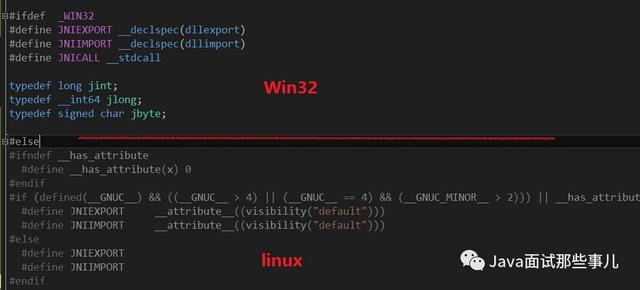 #ifdef _WIN32
#define JNIEXPORT __declspec(dllexport)
#define JNIIMPORT __declspec(dllimport)
#define JNICALL __stdcall
typedef long jint;
Win32
typedef __int64 jlong;
typedef signed char jbyte;
#else
#ifndef __has_attribute
#define __has_attribute(x) 0
#endif
#if (defined(__GNUC__) && ((__GNUC__ > 4) || (__GNUC__ == 4) && (__GNUC_MINOR__ > 2))) || __has_attribut
#define JNIEXPORT __attribute__((visibility("default")))
#define JNIIMPORT __attribute__((visibility("default")))
#else
#define JNIEXPORT
#define JNIIMPORT
linux
Java面试那些事儿
#endif